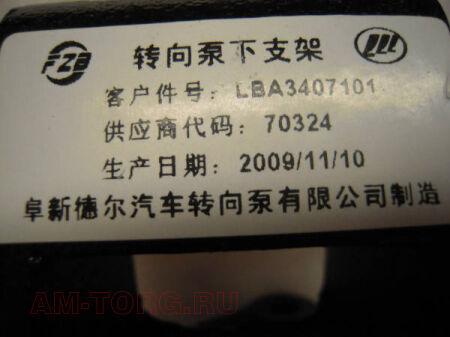 FZB 转向泵下支架
客户件号: LBA3407101
供应商代码: 70324
生产日期: 2009/11/10
阜新德尔汽车转向泵有限公司制造
AM-TORG.RU